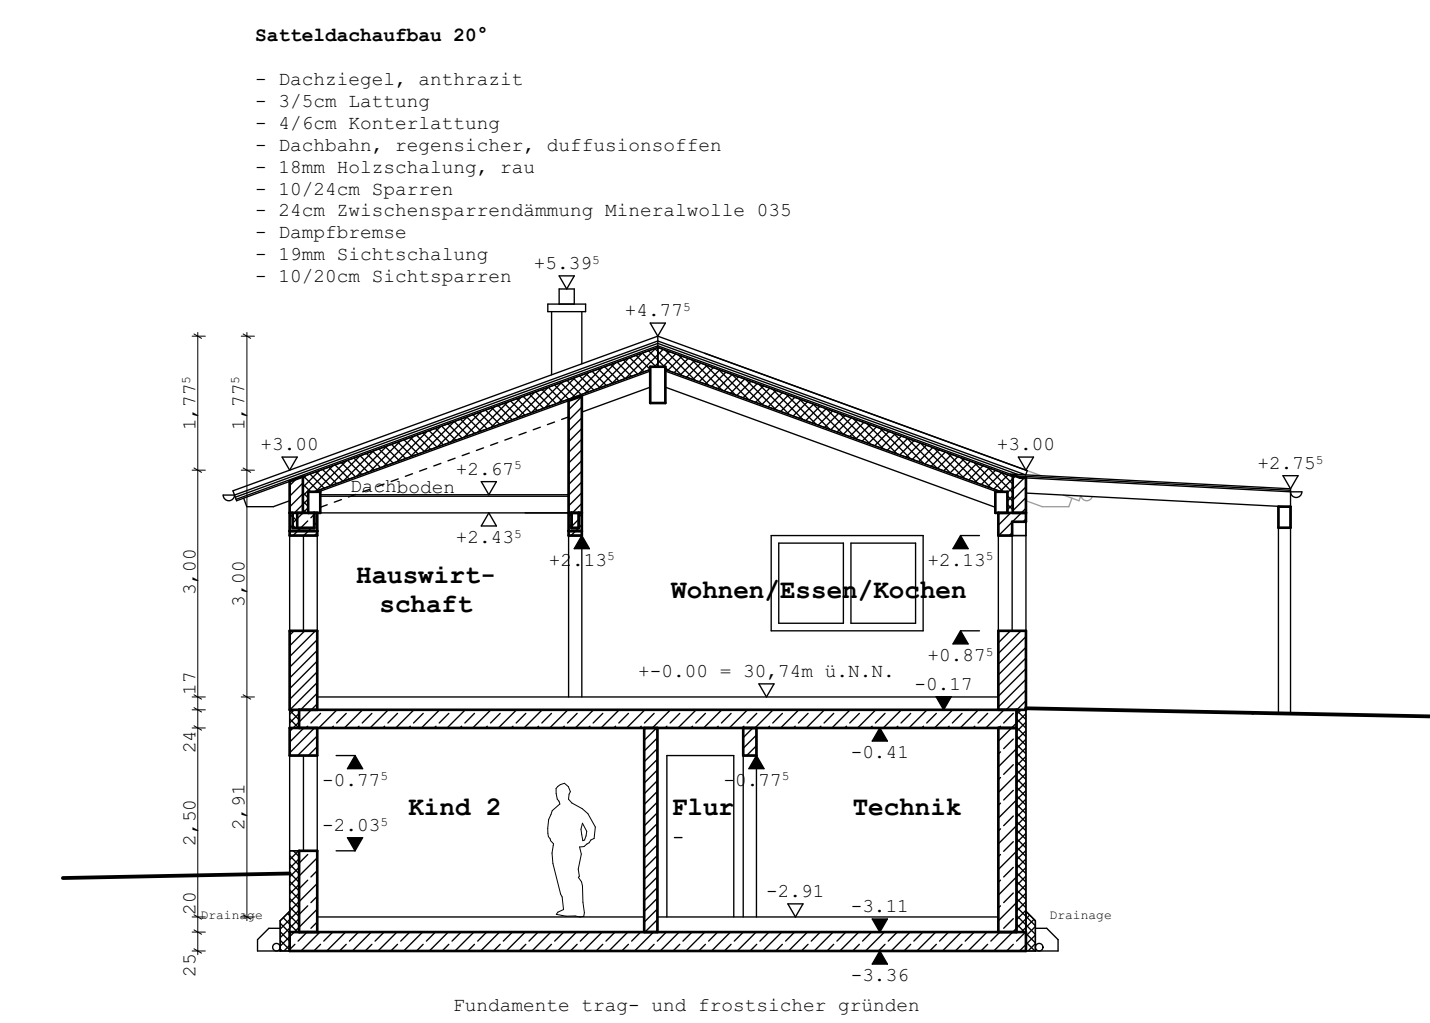 Satteldachaufbau 20°
- Dachziegel, anthrazit
- 3/5cm Lattung
- 4/6cm Konterlattung
- Dachbahn, regensicher, duffusionsoffen
- 18mm Holzschalung, rau
- 10/24cm Sparren
- 24cm Zwischensparrendämmung Mineralwolle 035
- Dampfbremse
- 19mm Sichtschalung
- 10/20cm Sichtsparren
+5.39⁵
+4.77⁵
1,77⁵
1,77⁵
+3.00
+3.00
+2.75⁵
+2.67⁵
Dachboden
+2.43⁵
+2.13⁵
+2.13⁵
3,00
3,00
Hauswirt-
schaft
Wohnen/Essen/Kochen
+0.87⁵
+-0.00 = 30,74m ü.N.N.
-0.17
17
24
-0.41
-0.77⁵
-0.77⁵
Kind 2
Flur
-
Technik
-2.03⁵
2,50
2,91
-2.91
20
Drainage
-3.11
Drainage
25
-3.36
Fundamente trag- und frostsicher gründen